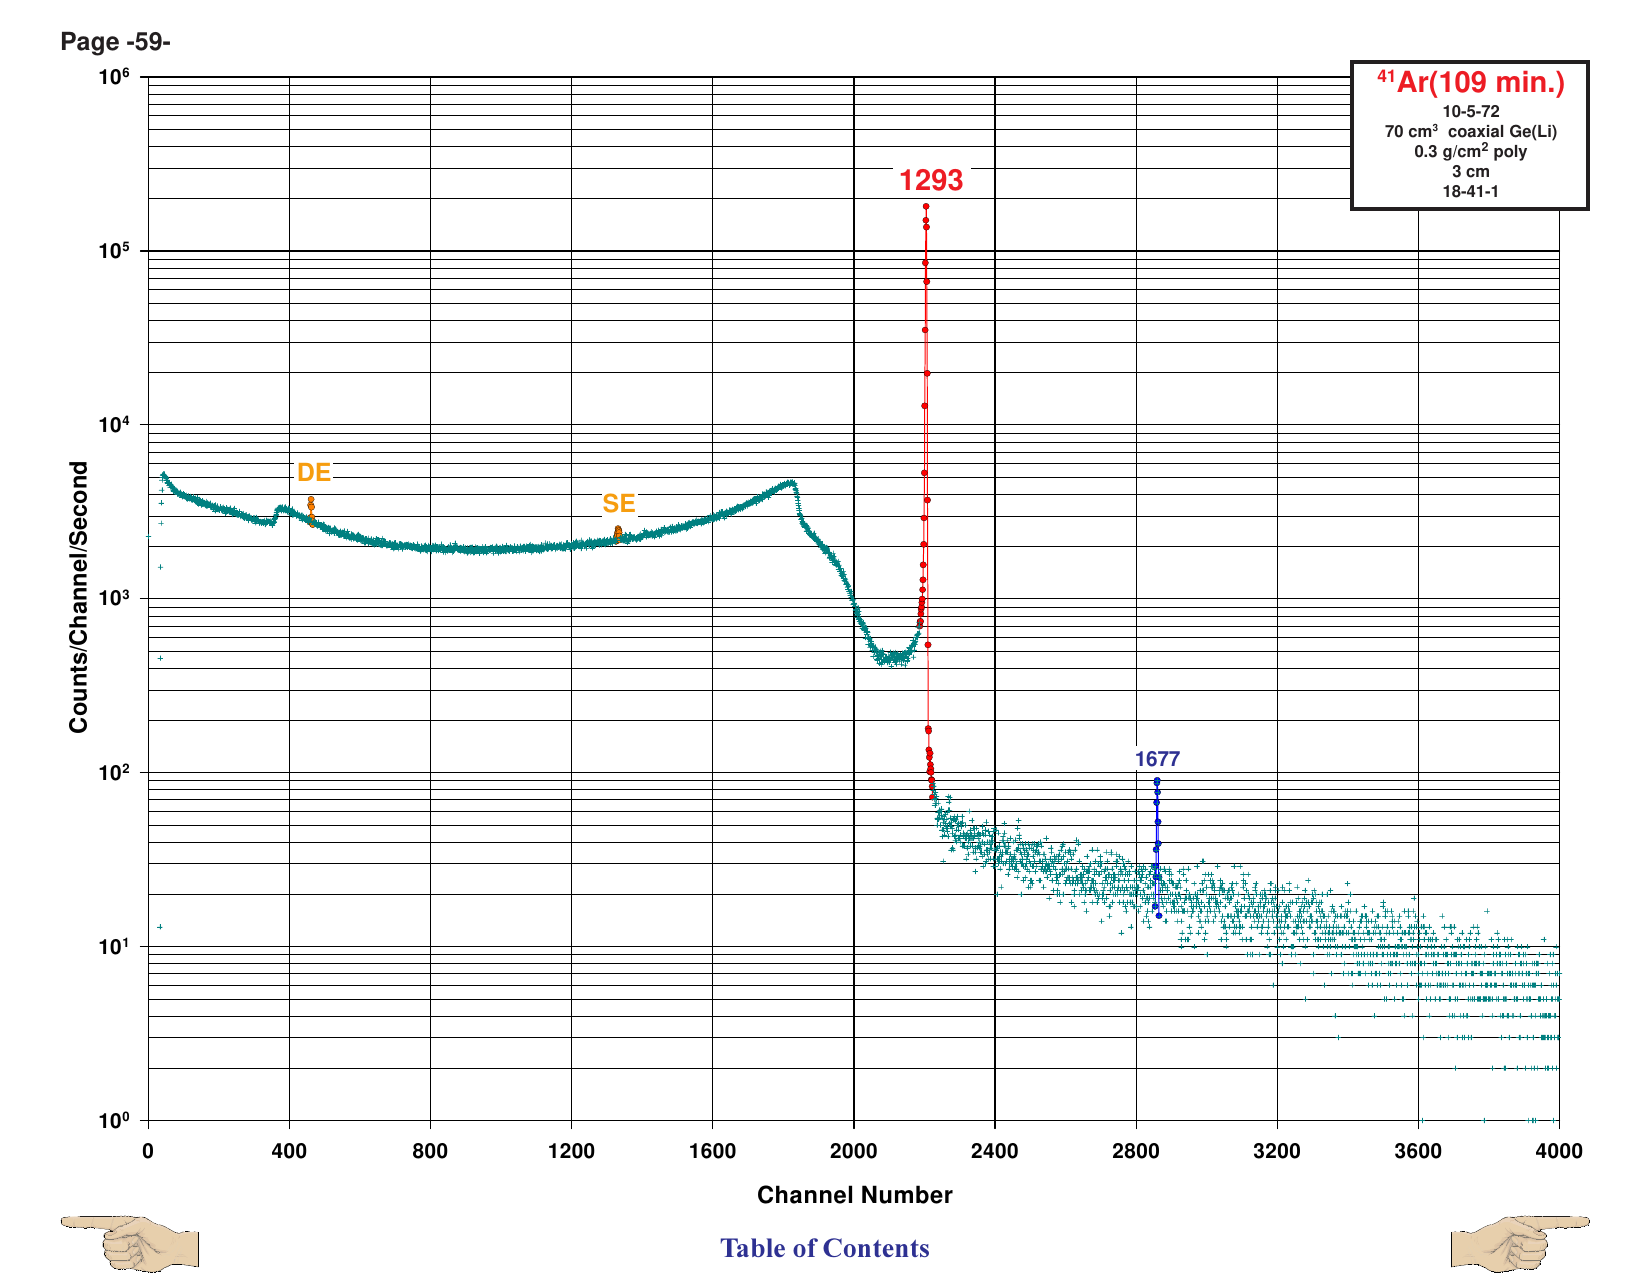 Page -59-
⁴¹Ar(109 min.)
10-5-72
70 cm³ coaxial Ge(Li)
0.3 g/cm² poly
3 cm
18-41-1
10⁶
10⁵
10⁴
10³
10²
10¹
10⁰
Counts/Channel/Second
1293
DE
SE
1677
0 400 800 1200 1600 2000 2400 2800 3200 3600 4000
Channel Number
Table of Contents